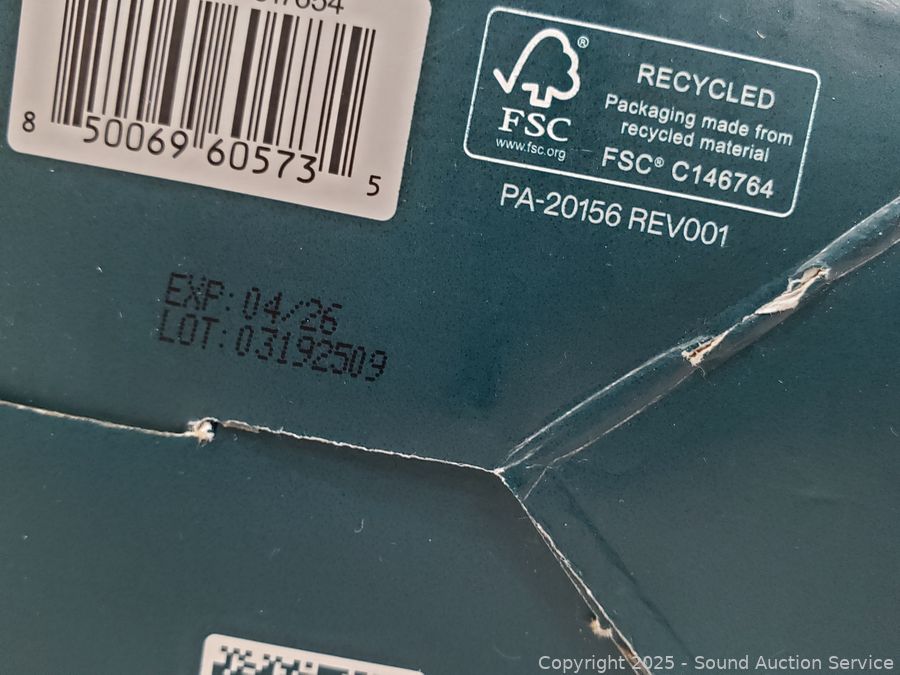 8 50069 60573 5
FSC®
www.fsc.org
RECYCLED
Packaging made from
recycled material
FSC® C146764
PA-20156 REV001
EXP: 04/26
LOT: 03192509
Copyright 2025 - Sound Auction Service